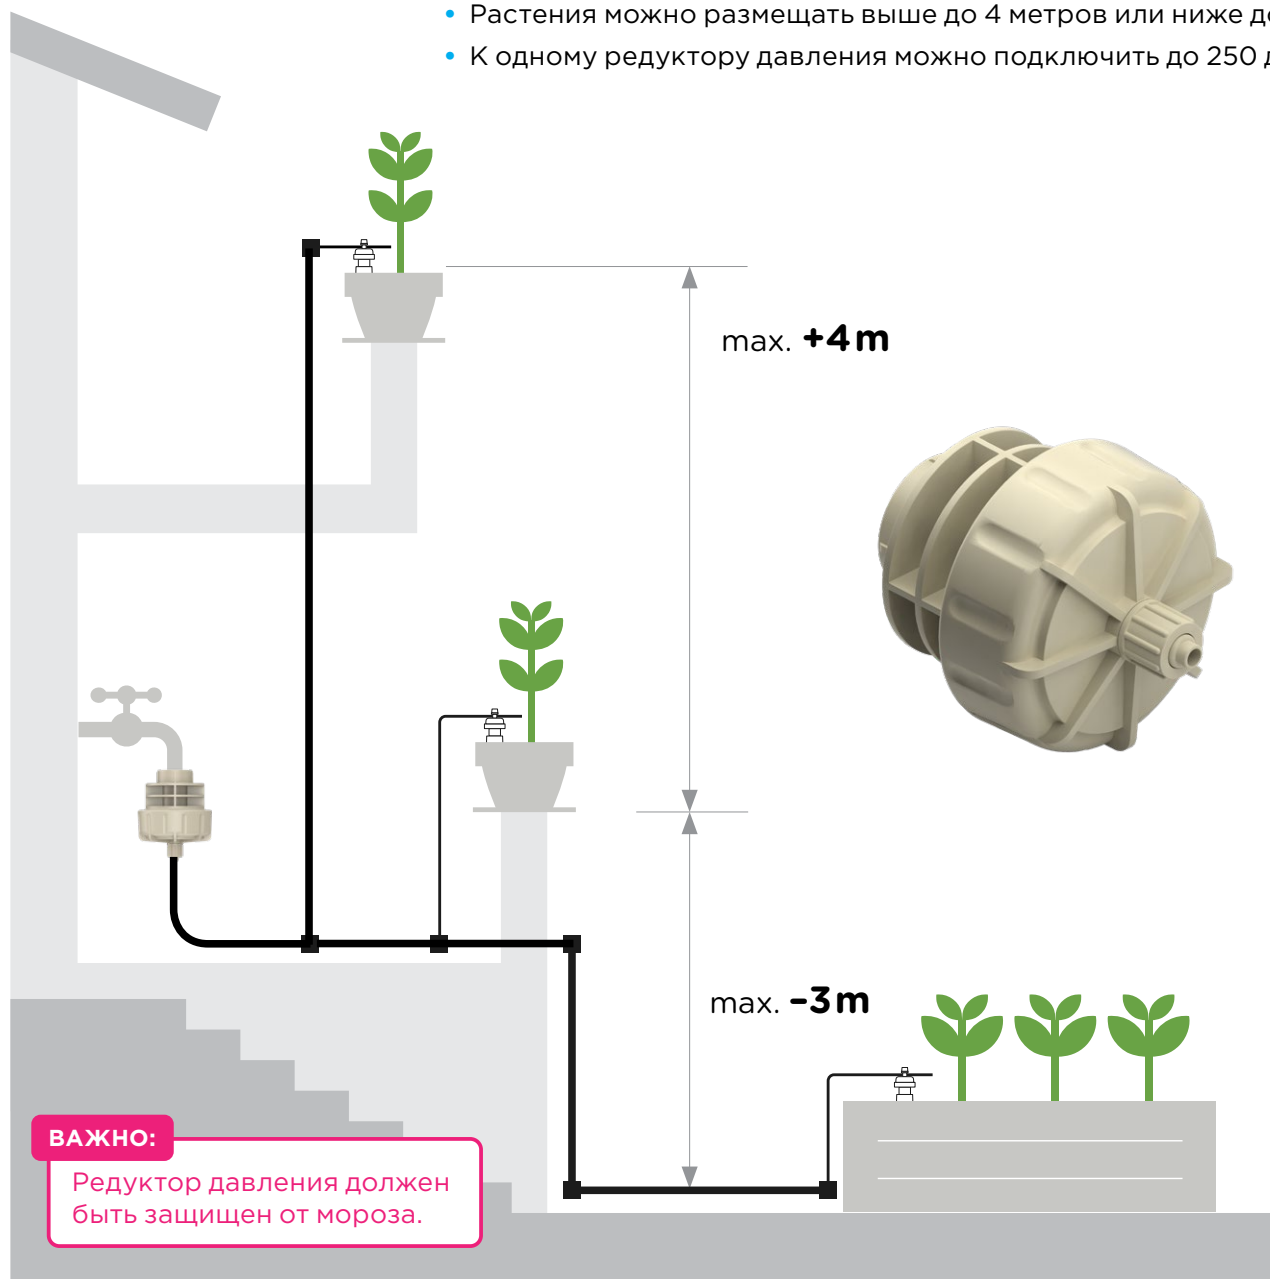 • Растения можно размещать выше до 4 метров или ниже
• К одному редуктору давления можно подключить до 250
max. +4m
max. –3m
ВАЖНО:
Редуктор давления должен
быть защищен от мороза.